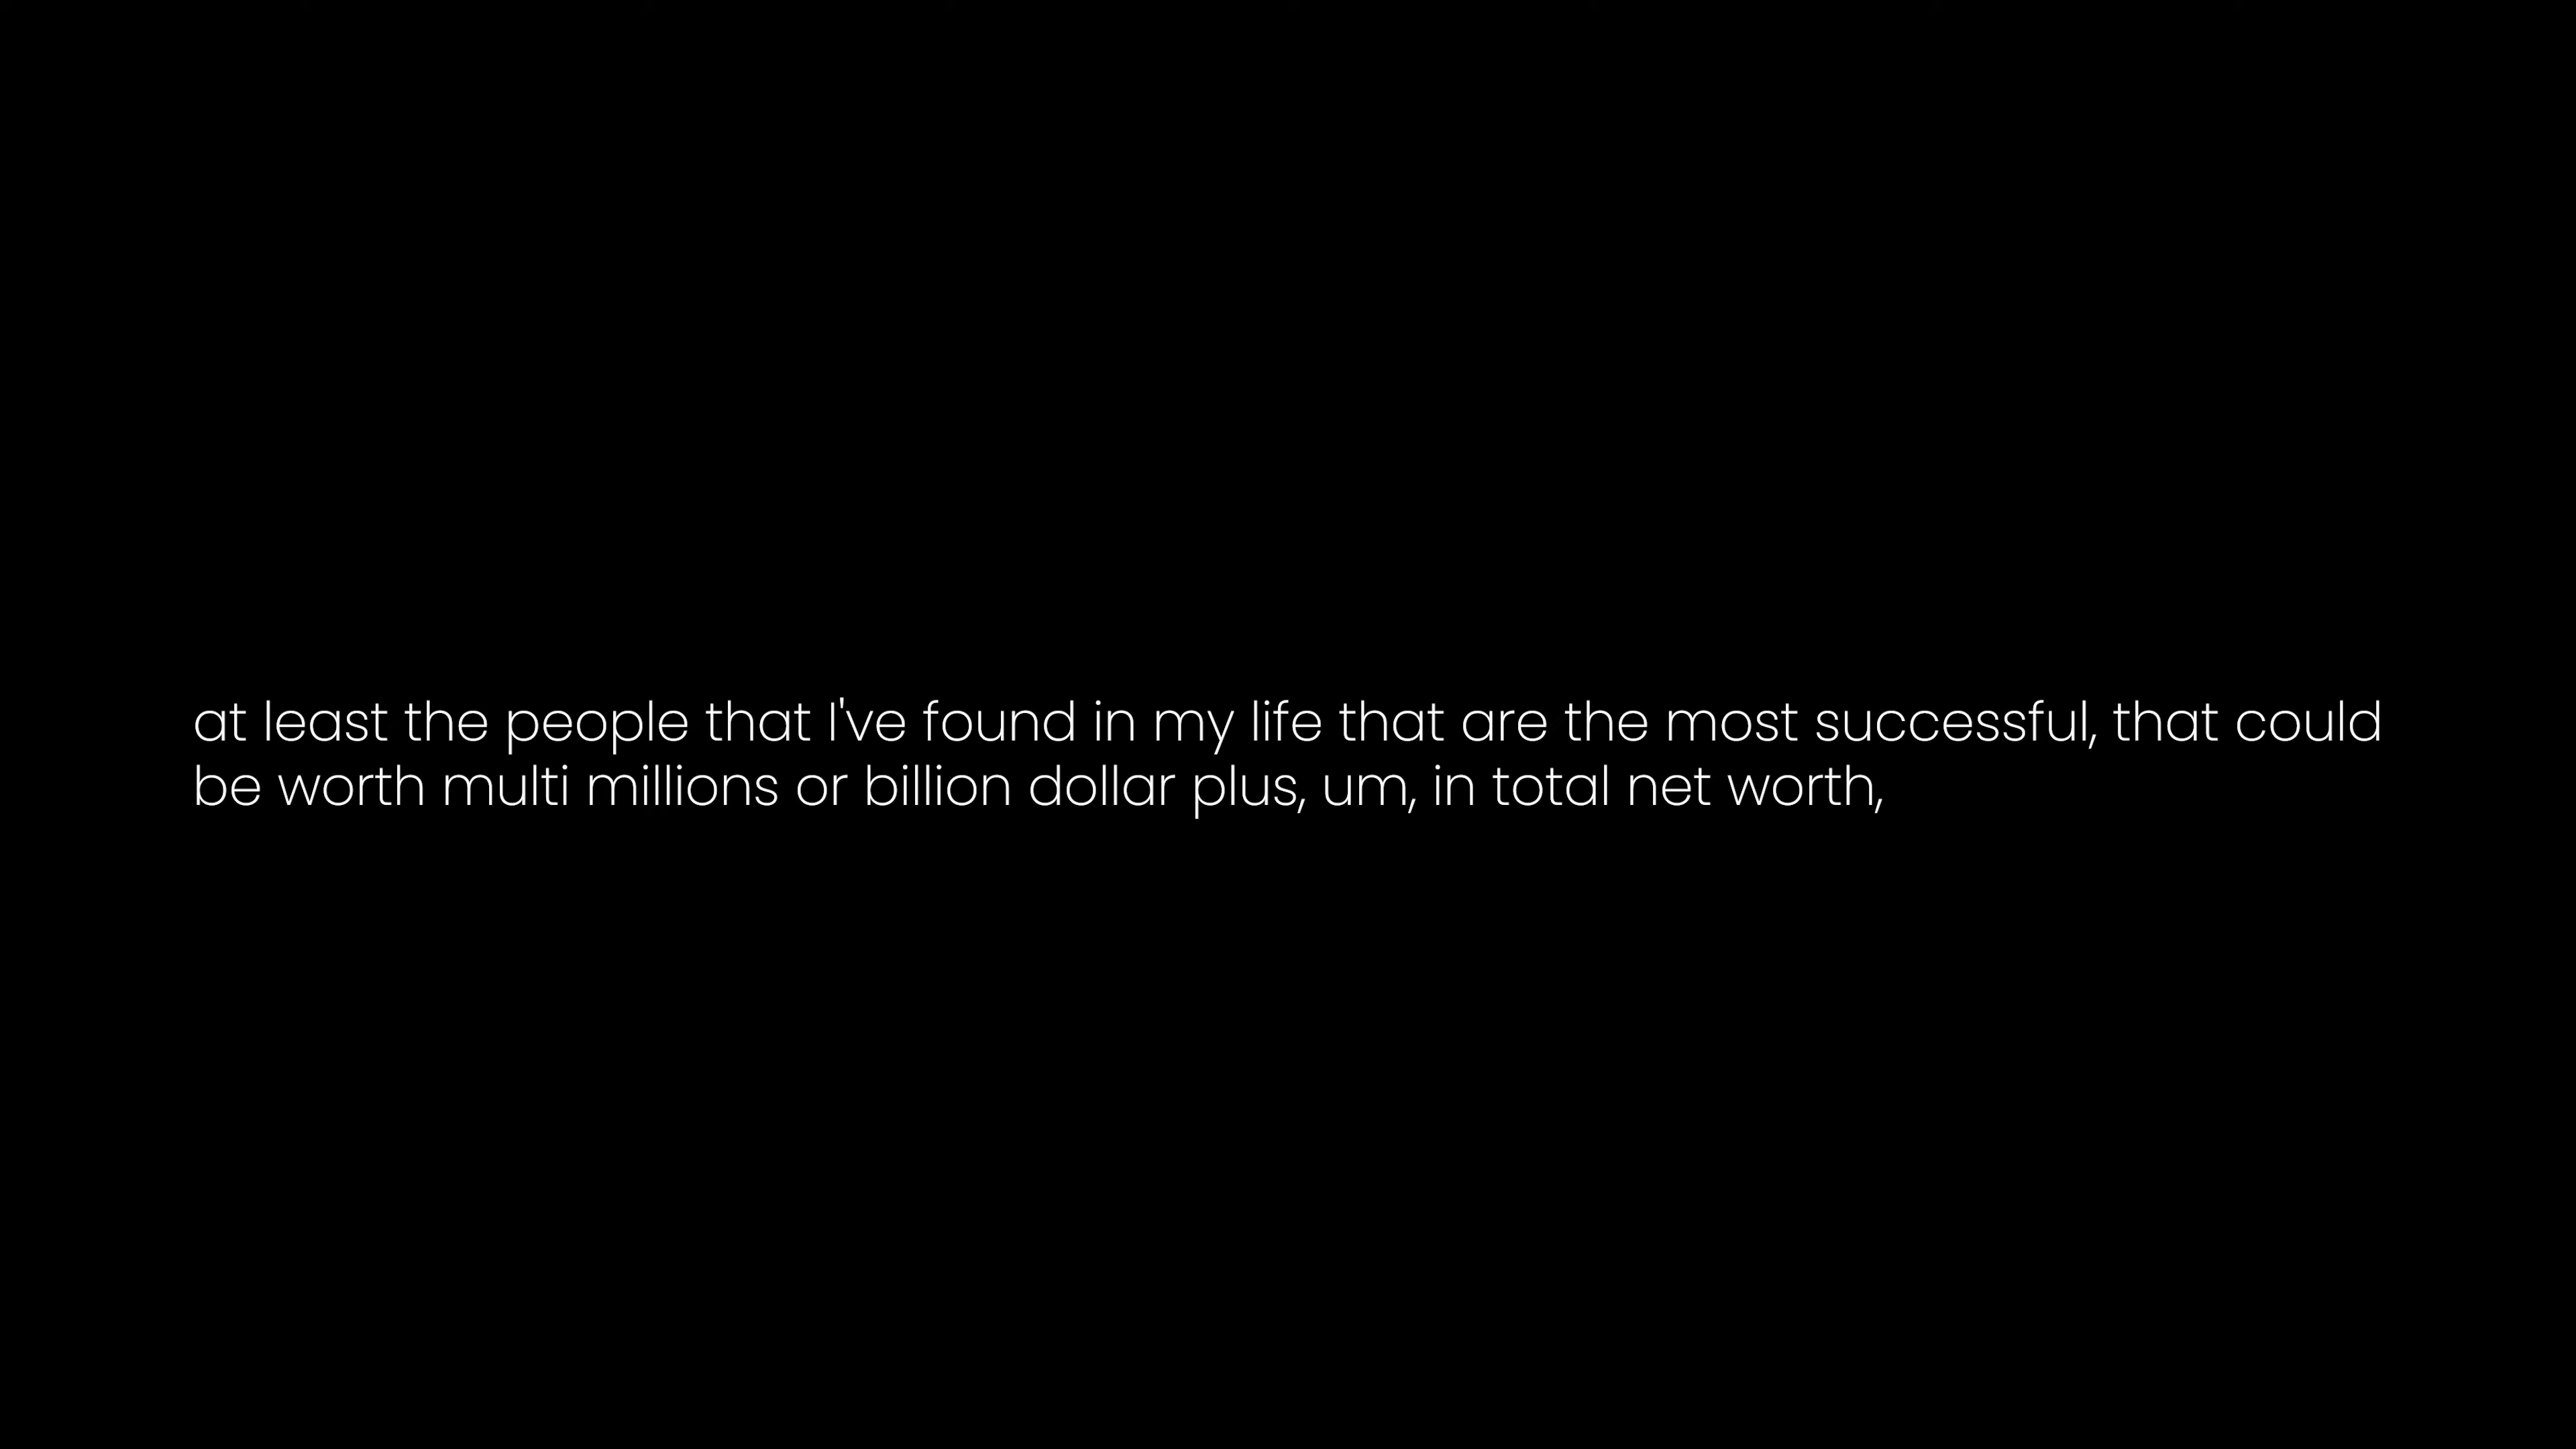 at least the people that I've found in my life that are the most successful, that could
be worth multi millions or billion dollar plus, um, in total net worth,